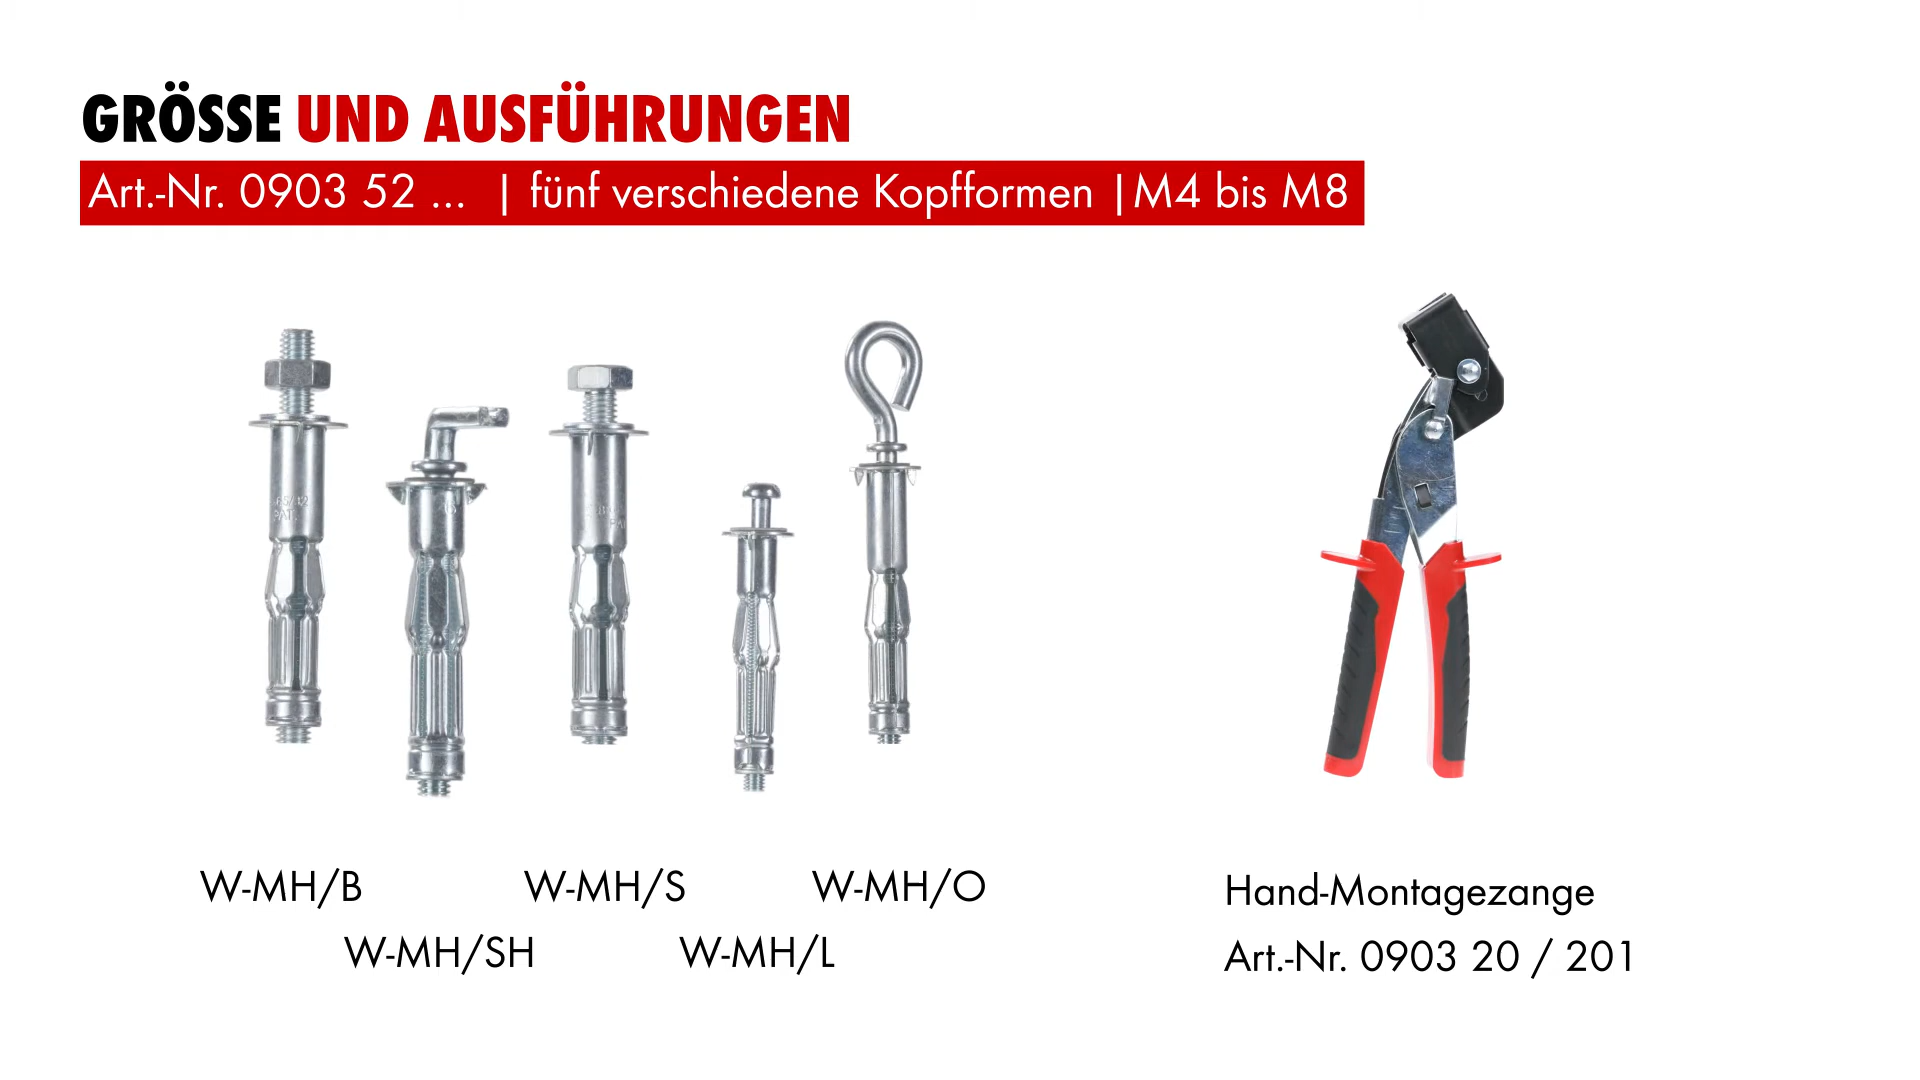 GRÖSSE UND AUSFÜHRUNGEN
Art.-Nr. 0903 52 ... | fünf verschiedene Kopfformen |M4 bis M8
W-MH/B
W-MH/S
W-MH/O
W-MH/SH
W-MH/L
Hand-Montagezange
Art.-Nr. 0903 20 / 201